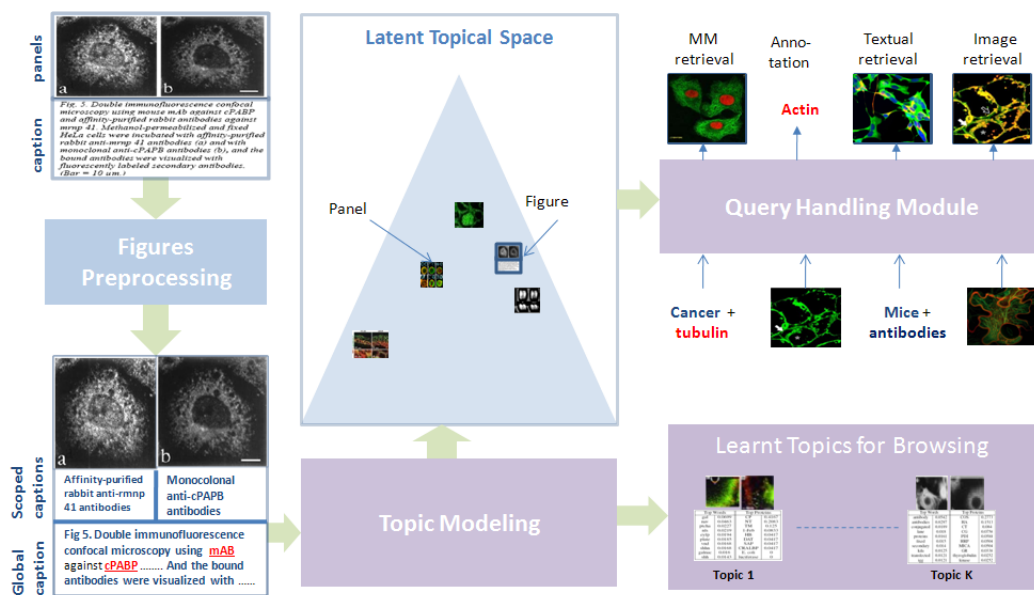 panels
a
b
caption
Fig. 5. Double immunofluorescence confocal
microscopy using mouse mAb against cPABP
and affinity-purified rabbit antibodies against
mrnp 41. Methanol-permeabilized and fixed
HeLa cells were incubated with affinity-purified
rabbit anti-mrnp 41 antibodies (a) and with
monoclonal anti-cPAPB antibodies (b), and the
bound antibodies were visualized with
fluorescently labeled secondary antibodies.
(Bar = 10 um.)
Figures
Preprocessing
a
b
Scoped
captions
Affinity-purified
rabbit anti-rmnp
41 antibodies
Monocolonal
anti-cPAPB
antibodies
Global
caption
Fig 5. Double immunofluorescence
confocal microscopy using mAB
against cPABP ........ And the bound
antibodies were visualized with ......
Latent Topical Space
Panel
Figure
Topic Modeling
MM
retrieval
Anno-
tation
Textual
retrieval
Image
retrieval
Actin
Query Handling Module
Cancer +
tubulin
Mice +
antibodies
Learnt Topics for Browsing
Topic 1
Topic K